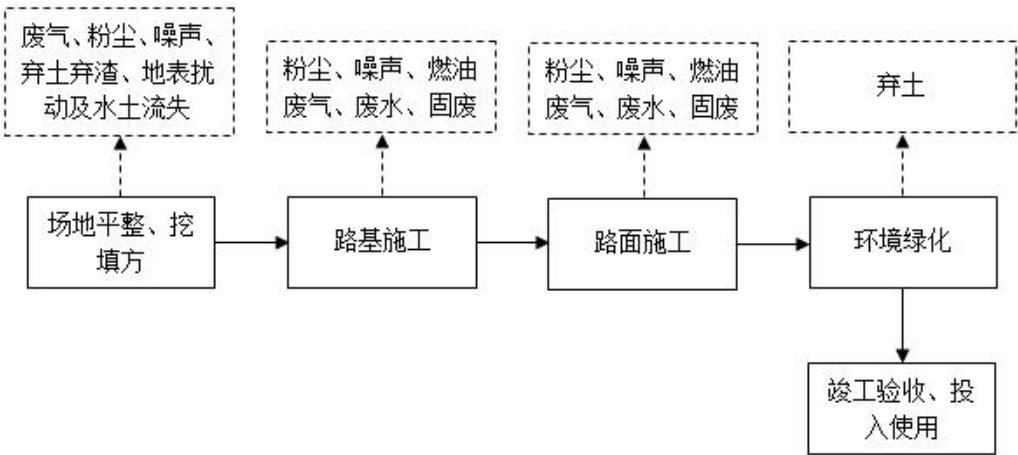 废气、粉尘、噪声、
弃土弃渣、地表扰
动及水土流失
粉尘、噪声、燃油
废气、废水、固废
粉尘、噪声、燃油
废气、废水、固废
弃土
场地平整、挖
填方
路基施工
路面施工
环境绿化
竣工验收、投
入使用